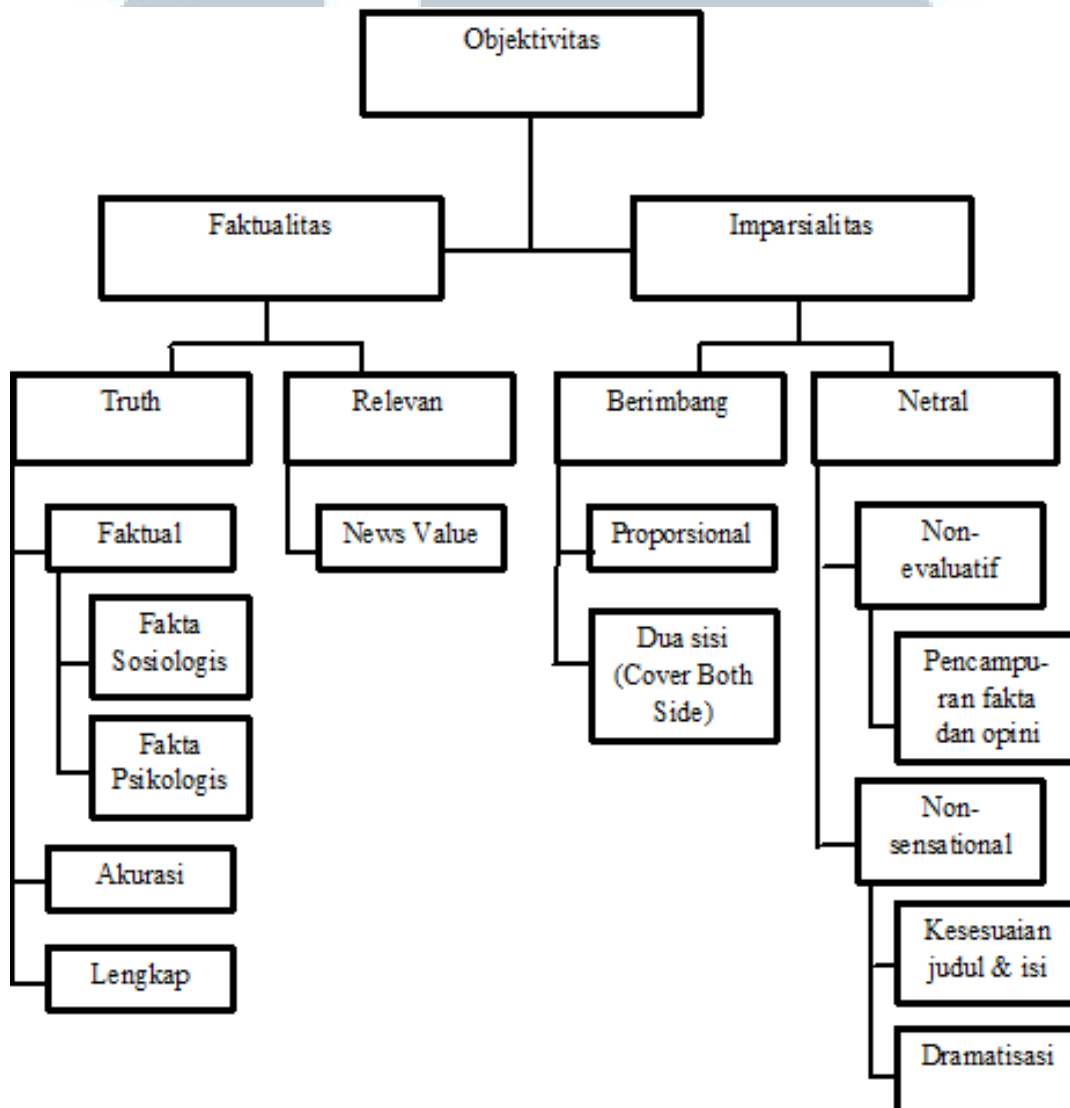 Objektivitas
Faktualitas
Imparsialitas
Truth
Relevan
Berimbang
Netral
Faktual
News Value
Proporsional
Non-
evaluatif
Fakta
Sosiologis
Dua sisi
(Cover Both
Side)
Pencampu-
ran fakta
dan opini
Fakta
Psikologis
Non-
sensational
Akurasi
Kesesuaian
judul & isi
Lengkap
Dramatisasi